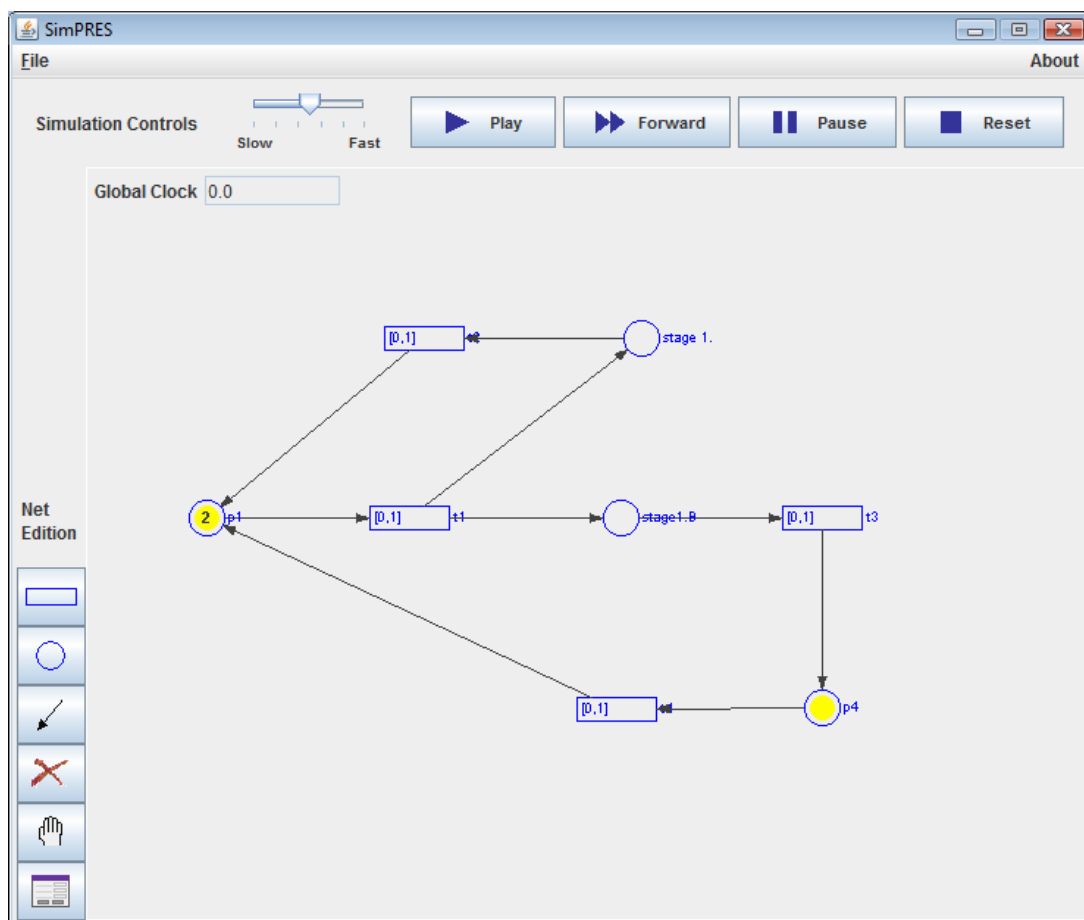 SimPRES
File About
Simulation Controls
Slow Fast
Play
Forward
Pause
Reset
Global Clock 0.0
[0,1]
stage 1.
2 p1
[0,1] t1
stage1.B
[0,1] t3
Net
Edition
[0,1]
p4